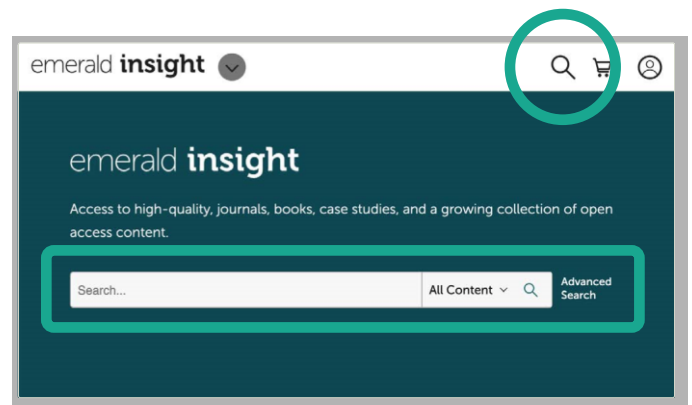 emerald insight
emerald insight
Access to high-quality, journals, books, case studies, and a growing collection of open
access content.
Search...
All Content
Advanced
Search